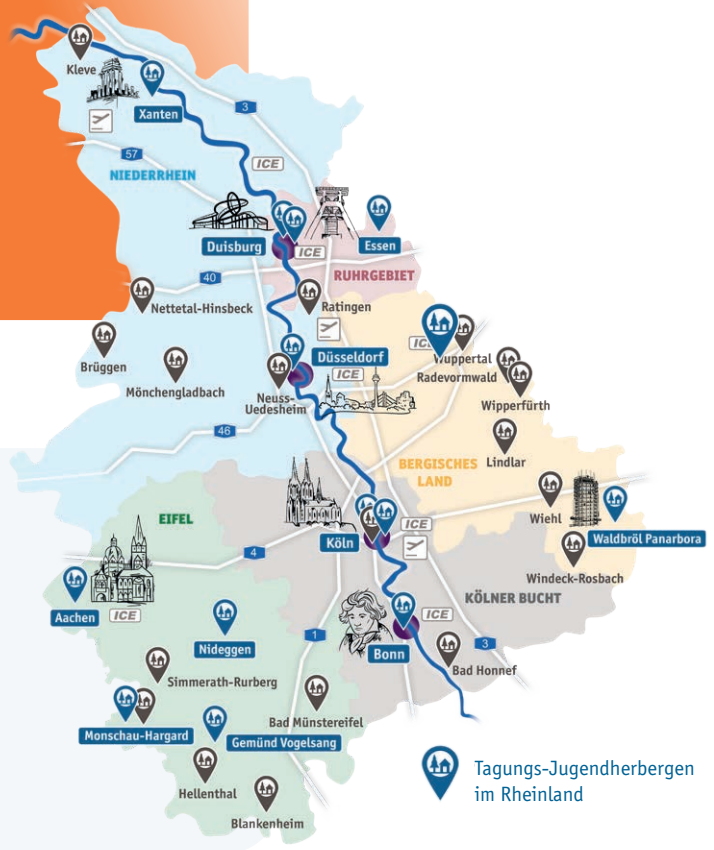 Kleve
Xanten
3
57
ICE
NIEDERRHEIN
Duisburg
ICE
Essen
RUHRGEBIET
40
Nettetal-Hinsbeck
Ratingen
Brüggen
Mönchengladbach
Düsseldorf
ICE
Wuppertal
Radevormwald
Neuss-
Uedesheim
Wipperfürth
46
BERGISCHES
LAND
Lindlar
EIFEL
Köln
ICE
Wiehl
Waldbröl Panarbora
4
Windeck-Rosbach
KÖLNER BUCHT
Aachen
ICE
Nideggen
1
ICE
Bonn
3
Bad Honnef
Simmerath-Rurberg
Monschau-Hargard
Bad Münstereifel
Gemünd Vogelsang
Hellenthal
Blankenheim
Tagungs-Jugendherbergen
im Rheinland